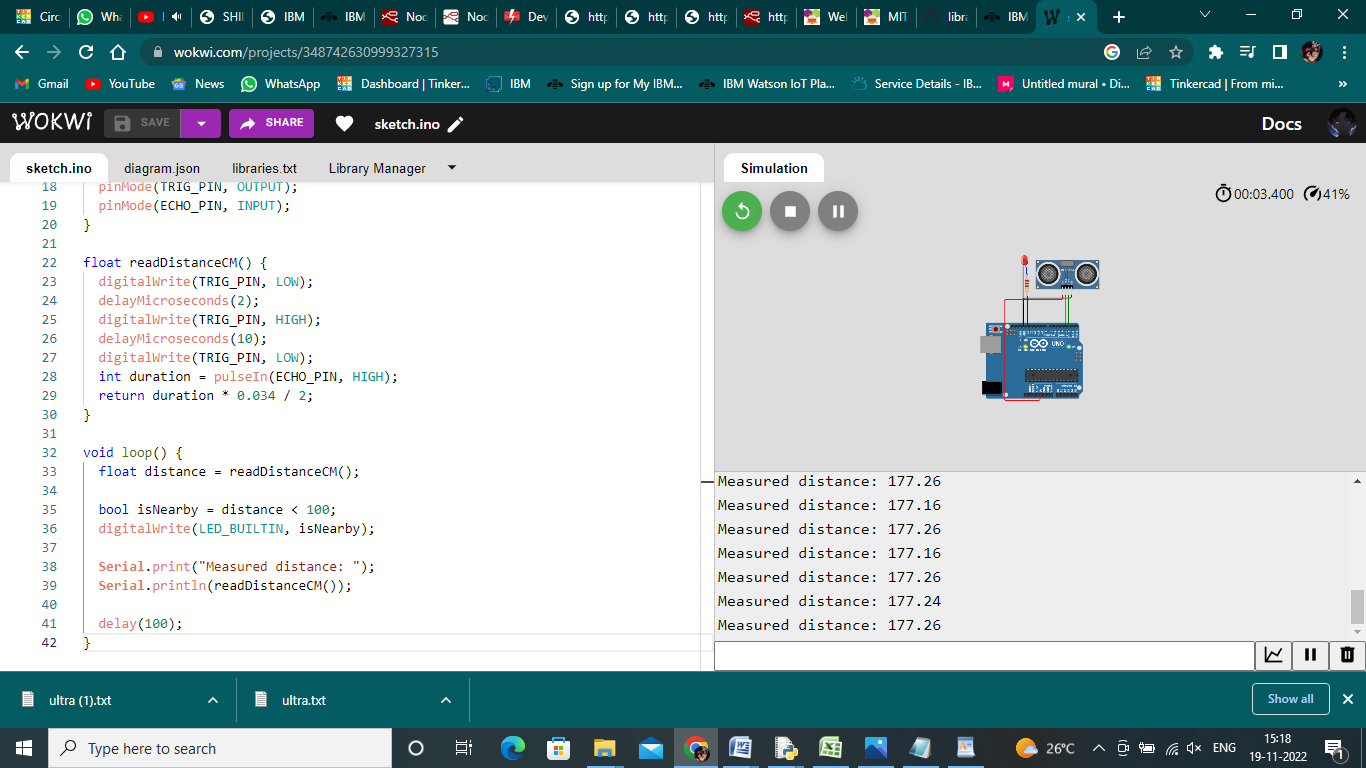 Circ Wha SHI IBM IBM Noc Noc Dev http http http http Wel MIT libra IBM
wokwi.com/projects/348742630999327315
Gmail YouTube News WhatsApp Dashboard | Tinker... IBM Sign up for My IBM... IBM Watson IoT Pla... Service Details - IB... Untitled mural • Di... Tinkercad | From mi... »
WOKWI SAVE SHARE sketch.ino Docs
sketch.ino diagram.json libraries.txt Library Manager Simulation
00:03.400 41%
18 pinMode(TRIG_PIN, OUTPUT);
19 pinMode(ECHO_PIN, INPUT);
20 }
21
22 float readDistanceCM() {
23 digitalWrite(TRIG_PIN, LOW);
24 delayMicroseconds(2);
25 digitalWrite(TRIG_PIN, HIGH);
26 delayMicroseconds(10);
27 digitalWrite(TRIG_PIN, LOW);
28 int duration = pulseIn(ECHO_PIN, HIGH);
29 return duration * 0.034 / 2;
30 }
31
32 void loop() {
33 float distance = readDistanceCM();
34
35 bool isNearby = distance < 100;
36 digitalWrite(LED_BUILTIN, isNearby);
37
38 Serial.print("Measured distance: ");
39 Serial.println(readDistanceCM());
40
41 delay(100);
42 }
UNO
Measured distance: 177.26
Measured distance: 177.16
Measured distance: 177.26
Measured distance: 177.16
Measured distance: 177.26
Measured distance: 177.24
Measured distance: 177.26
ultra (1).txt ultra.txt Show all
Type here to search 26°C ENG 15:18
19-11-2022 1